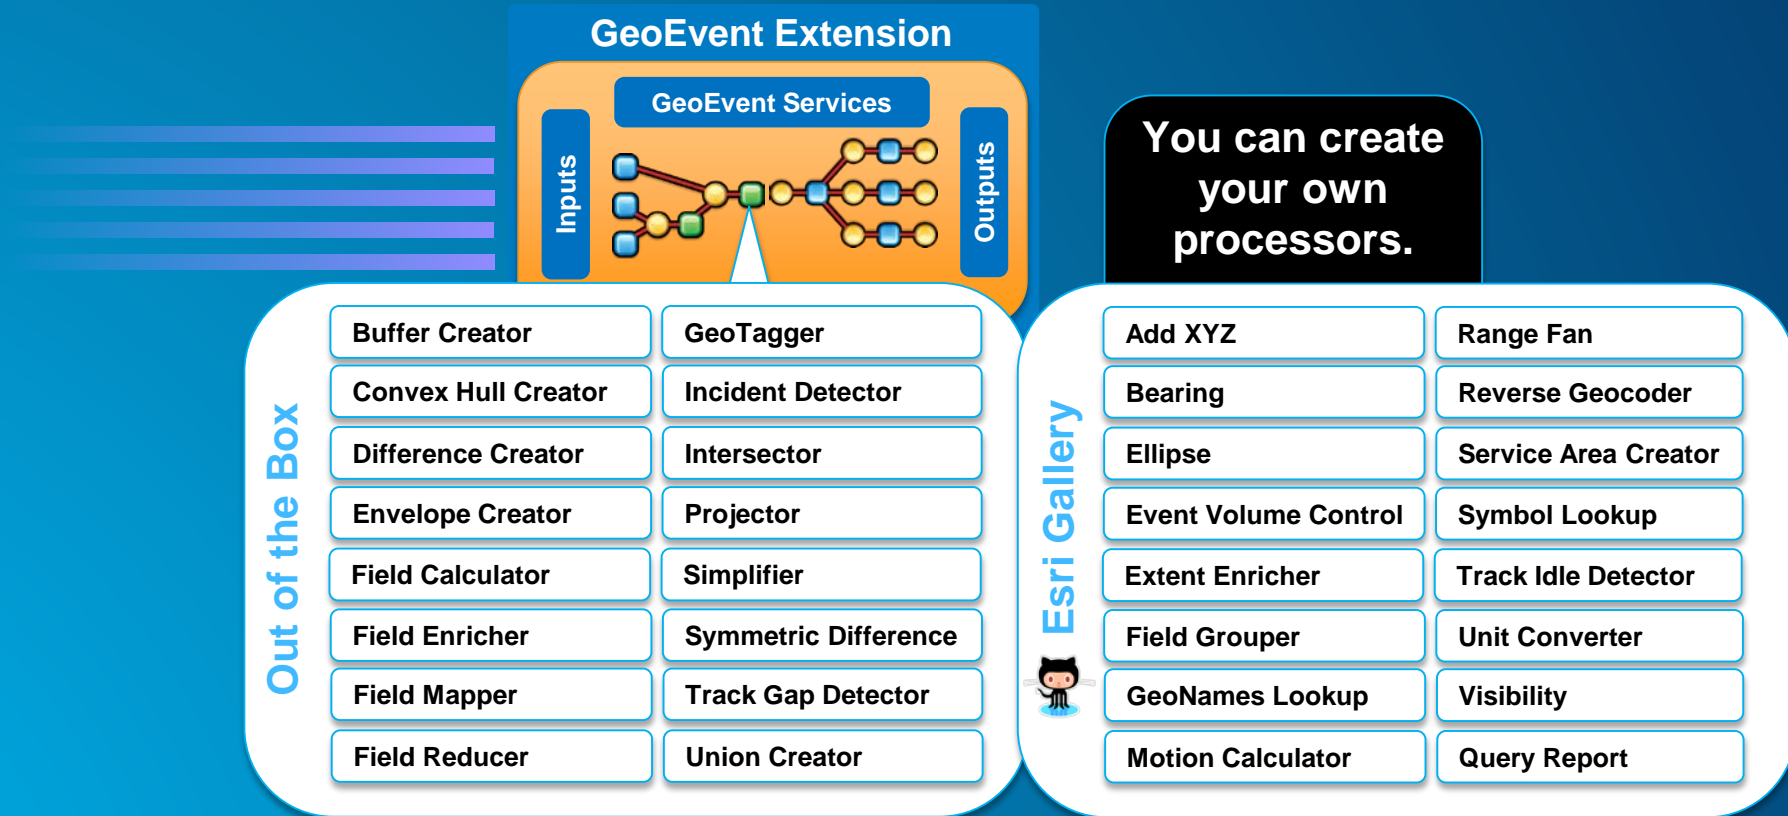 GeoEvent Extension
GeoEvent Services
Inputs
Outputs
You can create
your own
processors.
Out of the Box
Buffer Creator
GeoTagger
Convex Hull Creator
Incident Detector
Difference Creator
Intersector
Envelope Creator
Projector
Field Calculator
Simplifier
Field Enricher
Symmetric Difference
Field Mapper
Track Gap Detector
Field Reducer
Union Creator
Esri Gallery
Add XYZ
Range Fan
Bearing
Reverse Geocoder
Ellipse
Service Area Creator
Event Volume Control
Symbol Lookup
Extent Enricher
Track Idle Detector
Field Grouper
Unit Converter
GeoNames Lookup
Visibility
Motion Calculator
Query Report